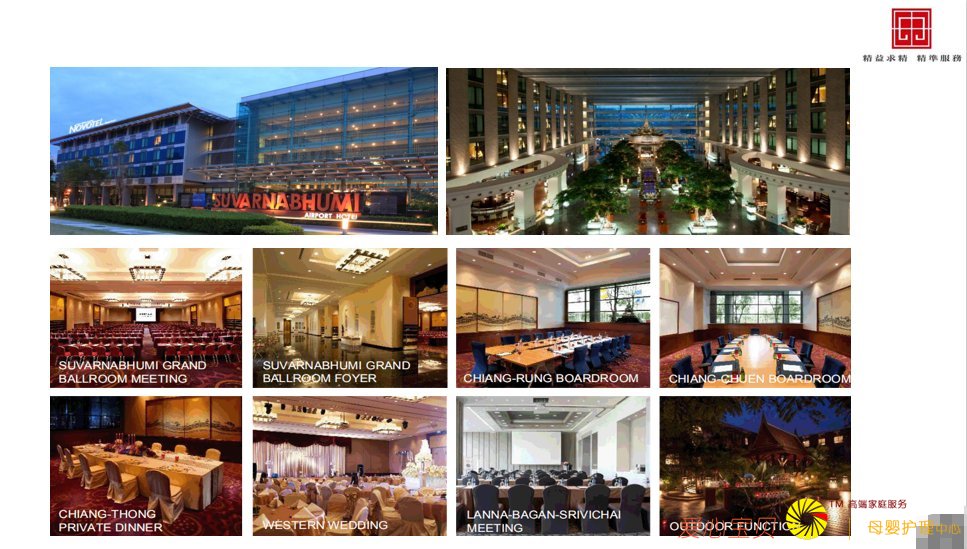 精益求精 精準服務
NOVOTEL
SUVARNABHUMI
AIRPORT HOTEL
SUVARNABHUMI GRAND
BALLROOM MEETING
SUVARNABHUMI GRAND
BALLROOM FOYER
CHIANG-RUNG BOARDROOM
CHIANG-CHUEN BOARDROOM
CHIANG-THONG
PRIVATE DINNER
WESTERN WEDDING
LANNA-BAGAN-SRIVICHAI
MEETING
OUTDOOR FUNCTIO
TM 高端家庭服务
母婴护理中心